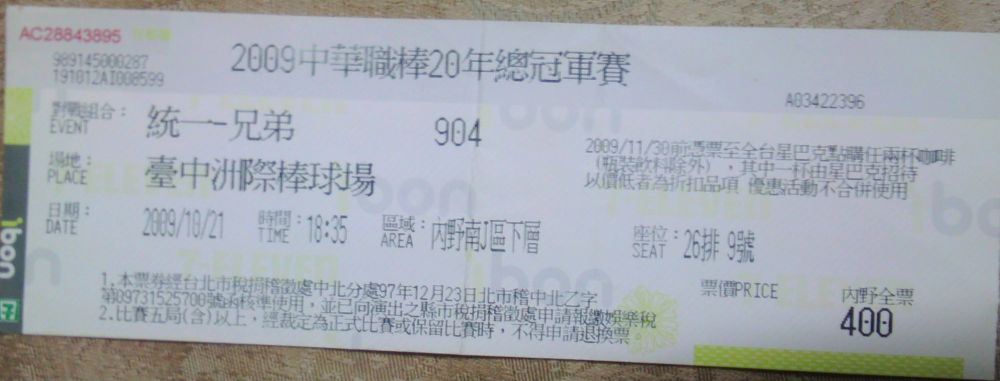 AC28843895
989145000287
191012AI008599
2009中華職棒20年總冠軍賽
A03422396
對戰組合：
EVENT
統一-兄弟
904
2009/11/30前憑票至全台星巴克點購任兩杯咖啡
(瓶裝飲料除外)，其中一杯由星巴克招待
以價低者為折扣品項 優惠活動不合併使用
場地：
PLACE
臺中洲際棒球場
日期：
DATE
2009/10/21
時間：
TIME
18:35
區域：
AREA
內野南J區下層
座位：
SEAT
26排 9號
1.本票券經台北市稅捐稽徵處中北分處97年12月23日北市稽中北乙字
第09731525700號函核準使用，並已向演出之縣市稅捐稽徵處申請報繳娛樂稅
2.比賽五局(含)以上，經裁定為正式比賽或保留比賽時，不得申請退換票。
票價PRICE
內野全票
400
ibon
7-ELEVEN